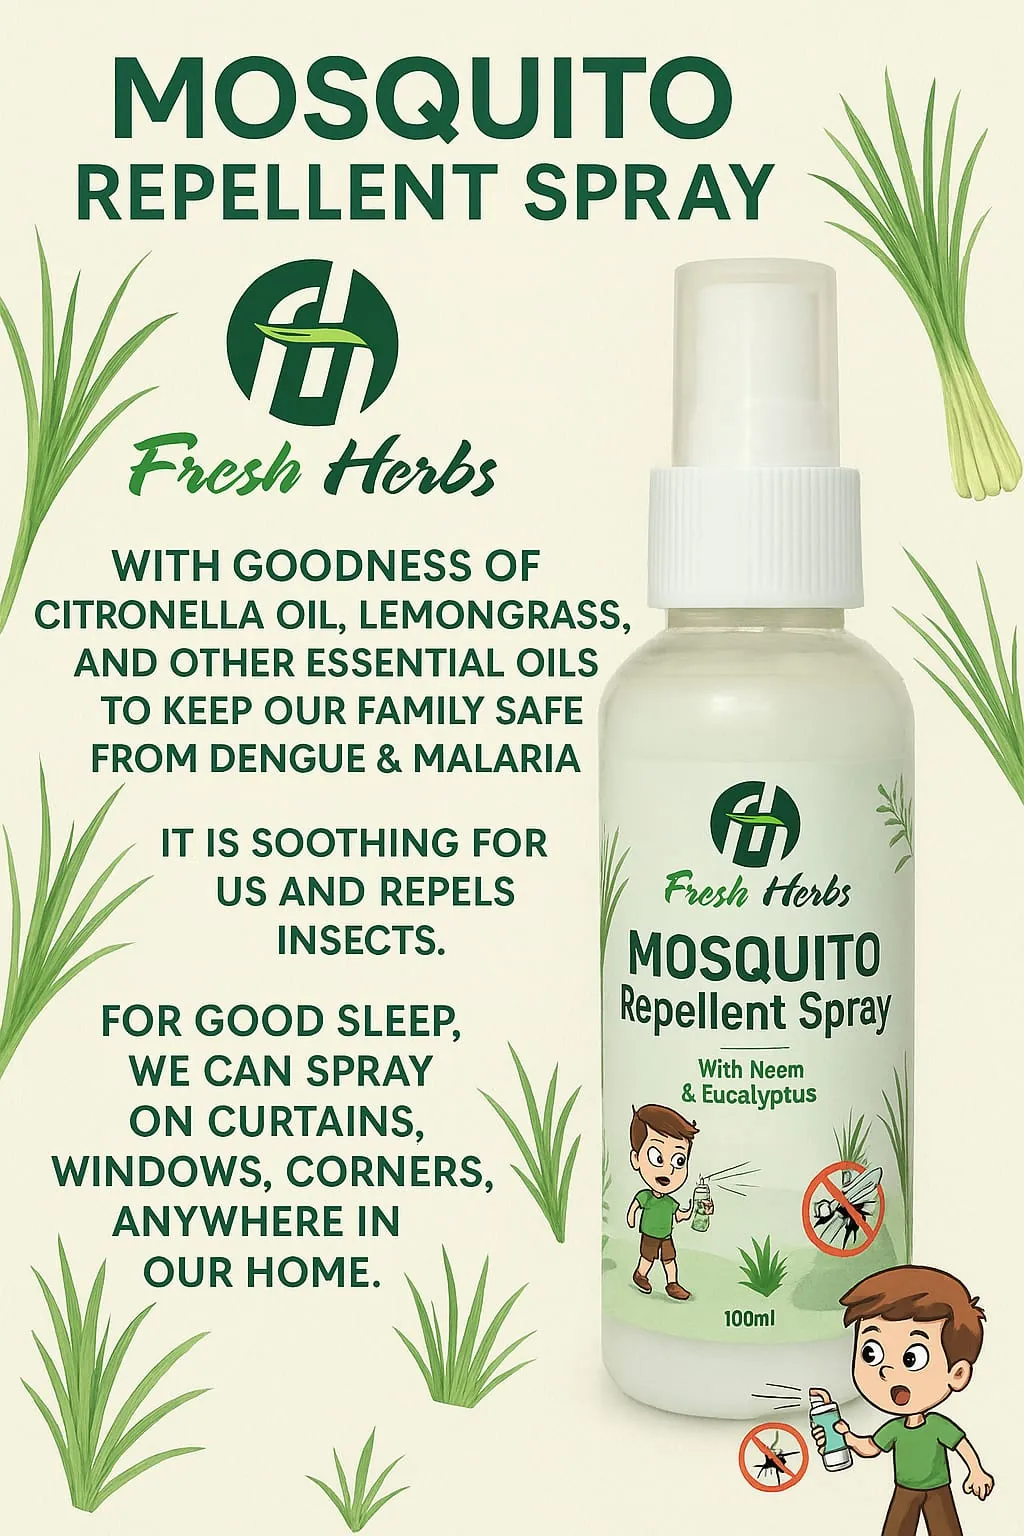 MOSQUITO
REPELLENT SPRAY
Fresh Herbs
WITH GOODNESS OF
CITRONELLA OIL, LEMONGRASS,
AND OTHER ESSENTIAL OILS
TO KEEP OUR FAMILY SAFE
FROM DENGUE & MALARIA
IT IS SOOTHING FOR
US AND REPELS
INSECTS.
FOR GOOD SLEEP,
WE CAN SPRAY
ON CURTAINS,
WINDOWS, CORNERS,
ANYWHERE IN
OUR HOME.
Fresh Herbs
MOSQUITO
Repellent Spray
With Neem
& Eucalyptus
100ml